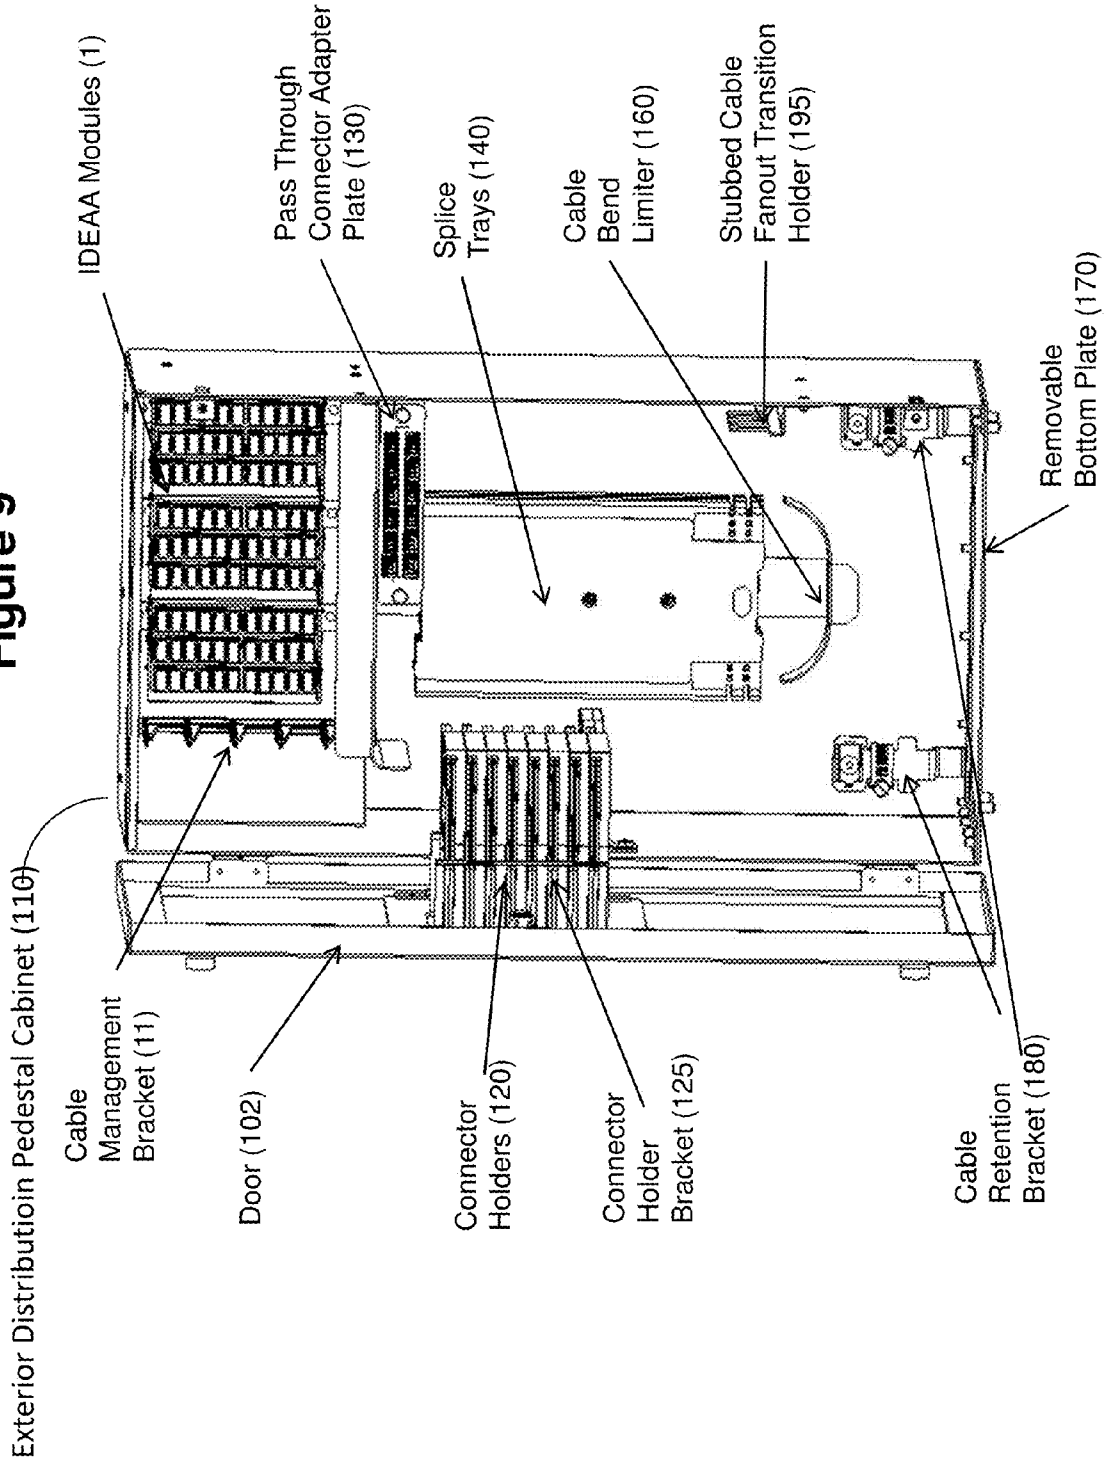 Figure 9
Exterior Distributioin Pedestal Cabinet (110)
Cable
Management
Bracket (11)
Door (102)
Connector
Holders (120)
Connector
Holder
Bracket (125)
Cable
Retention
Bracket (180)
IDEAA Modules (1)
Pass Through
Connector Adapter
Plate (130)
Splice
Trays (140)
Cable
Bend
Limiter (160)
Stubbed Cable
Fanout Transition
Holder (195)
Removable
Bottom Plate (170)